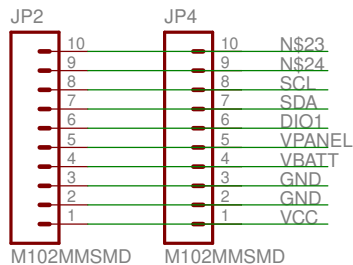 JP2 JP4
10 10 N$23
9 9 N$24
8 8 SCL
7 7 SDA
6 6 DIO1
5 5 VPANEL
4 4 VBATT
3 3 GND
2 2 GND
1 1 VCC
M102MMSMD M102MMSMD